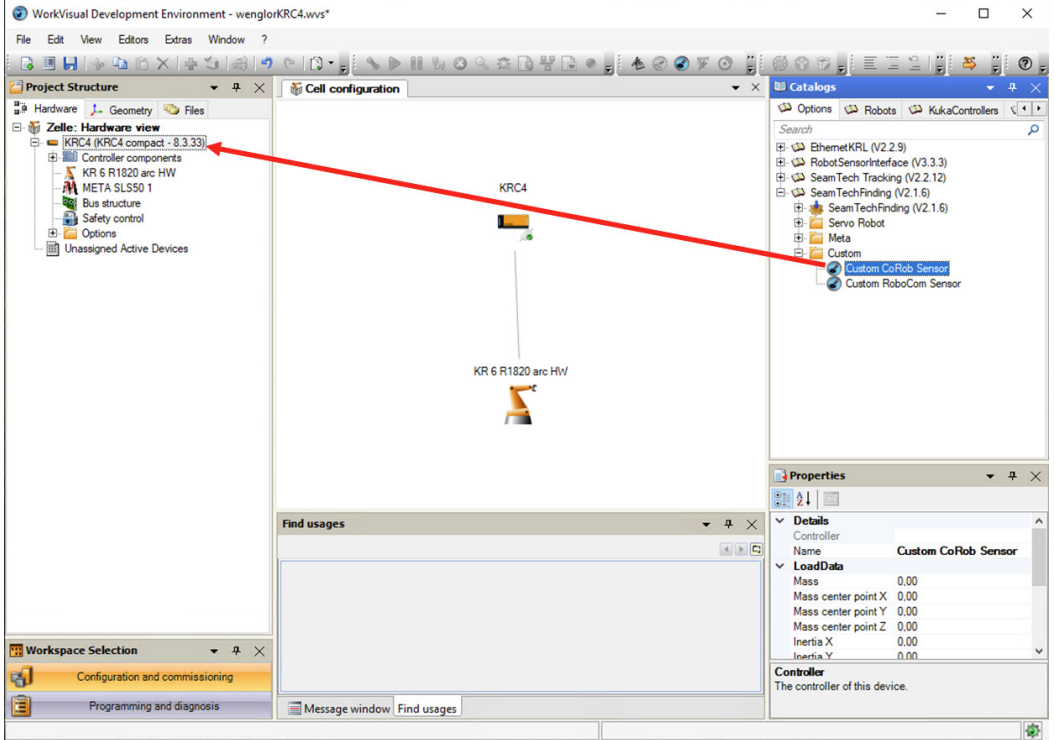 WorkVisual Development Environment - wenglorKRC4.wvs*
File Edit View Editors Extras Window ?
Project Structure
Hardware Geometry Files
Zelle: Hardware view
KRC4 (KRC4 compact - 8.3.33)
Controller components
KR 6 R1820 arc HW
META SLS50 1
Bus structure
Safety control
Options
Unassigned Active Devices
Workspace Selection
Configuration and commissioning
Programming and diagnosis
Cell configuration
KRC4
KR 6 R1820 arc HW
Find usages
Message window Find usages
Catalogs
Options Robots KukaControllers
Search
EthernetKRL (V2.2.9)
RobotSensorInterface (V3.3.3)
SeamTech Tracking (V2.2.12)
SeamTechFinding (V2.1.6)
SeamTechFinding (V2.1.6)
Servo Robot
Meta
Custom
Custom CoRob Sensor
Custom RoboCom Sensor
Properties
Details
Controller
Name Custom CoRob Sensor
LoadData
Mass 0,00
Mass center point X 0,00
Mass center point Y 0,00
Mass center point Z 0,00
Inertia X 0,00
Inertia Y 0,00
Controller
The controller of this device.